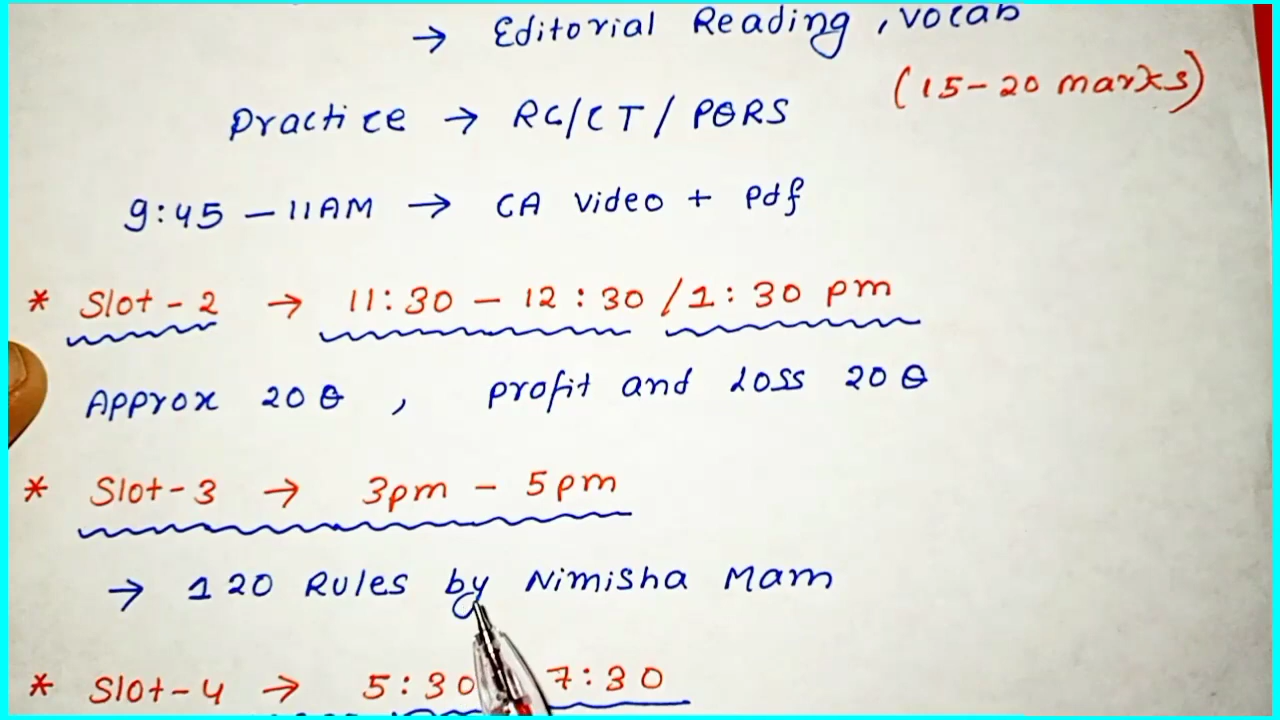 → Editorial Reading, vocab
(15-20 marks)
Practice → RC/CT/PQRS
9:45 - 11AM → CA video + pdf
* Slot-2 → 11:30 - 12:30 /1:30 pm
Approx 20Q, profit and Loss 20Q
* Slot-3 → 3pm - 5pm
→ 120 Rules by Nimisha Mam
* Slot-4 → 5:30 7:30